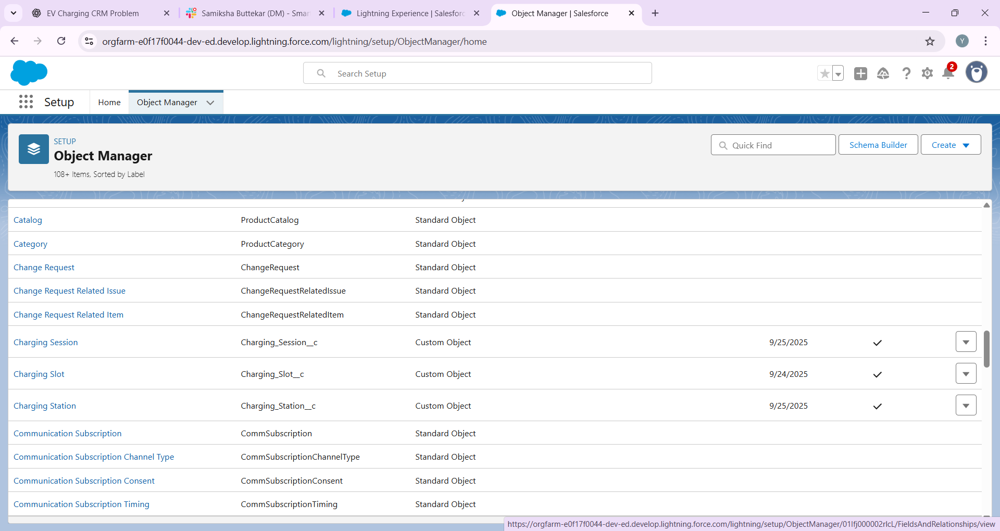 EV Charging CRM Problem
Samiksha Buttekar (DM) - Smar
Lightning Experience | Salesforc
Object Manager | Salesforce
orgfarm-e0f17f0044-dev-ed.develop.lightning.force.com/lightning/setup/ObjectManager/home
Y
Search Setup
2
Setup
Home
Object Manager
SETUP
Object Manager
108+ Items, Sorted by Label
Quick Find
Schema Builder
Create
Catalog ProductCatalog Standard Object
Category ProductCategory Standard Object
Change Request ChangeRequest Standard Object
Change Request Related Issue ChangeRequestRelatedIssue Standard Object
Change Request Related Item ChangeRequestRelatedItem Standard Object
Charging Session Charging_Session__c Custom Object 9/25/2025
Charging Slot Charging_Slot__c Custom Object 9/24/2025
Charging Station Charging_Station__c Custom Object 9/25/2025
Communication Subscription CommSubscription Standard Object
Communication Subscription Channel Type CommSubscriptionChannelType Standard Object
Communication Subscription Consent CommSubscriptionConsent Standard Object
Communication Subscription Timing CommSubscriptionTiming Standard Object
https://orgfarm-e0f17f0044-dev-ed.develop.lightning.force.com/lightning/setup/ObjectManager/01Ifj000002rIcL/FieldsAndRelationships/view